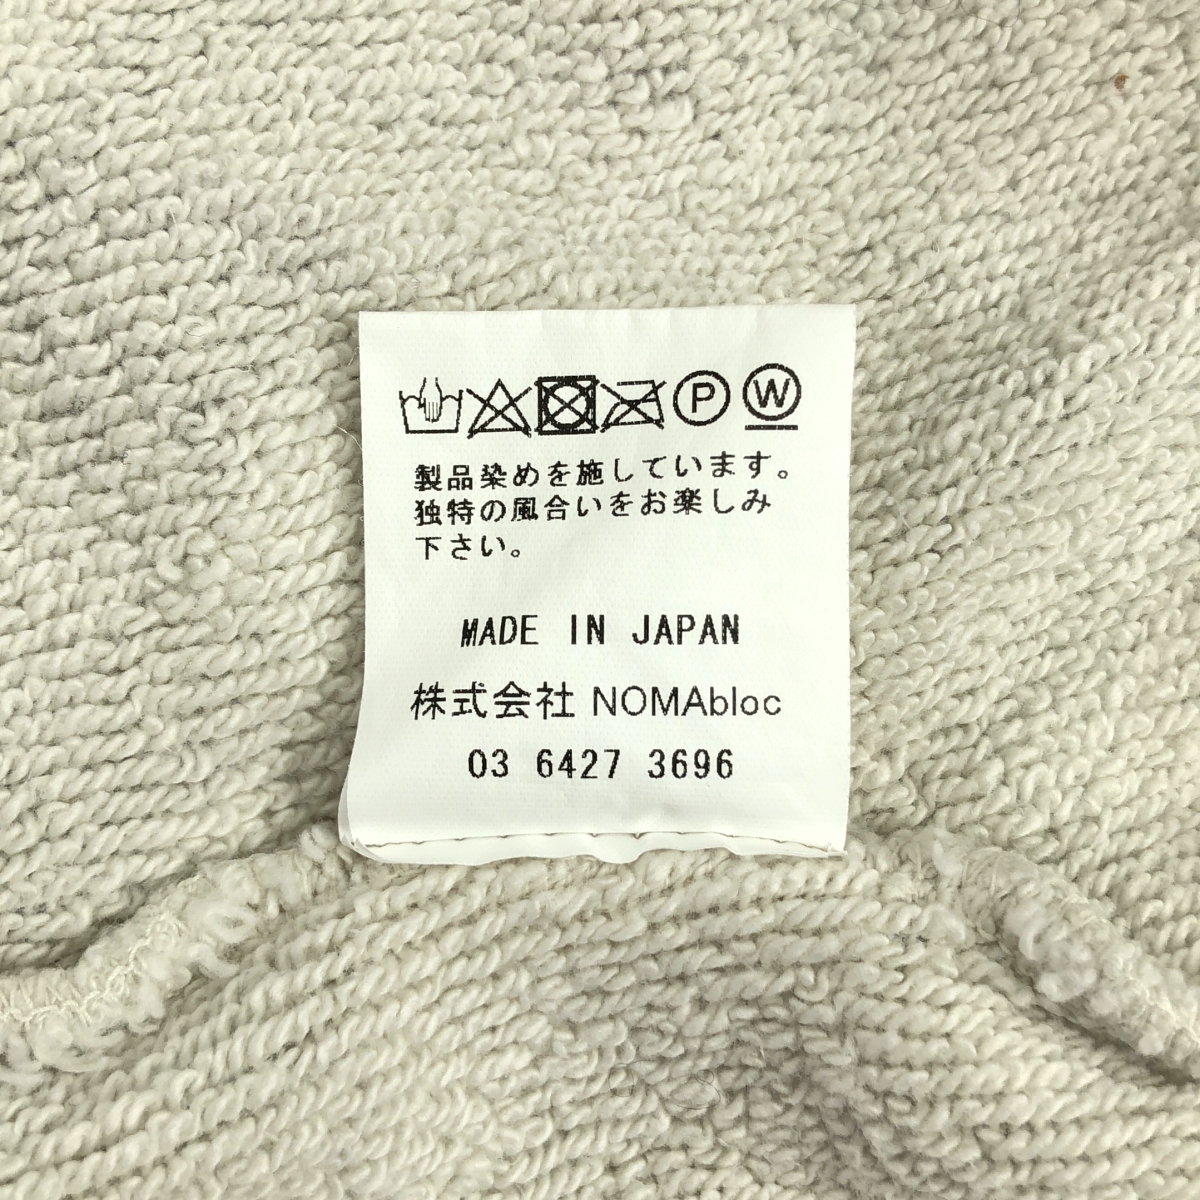 P W
製品染めを施しています。
独特の風合いをお楽しみ
下さい。
MADE IN JAPAN
株式会社 NOMAbloc
03 6427 3696